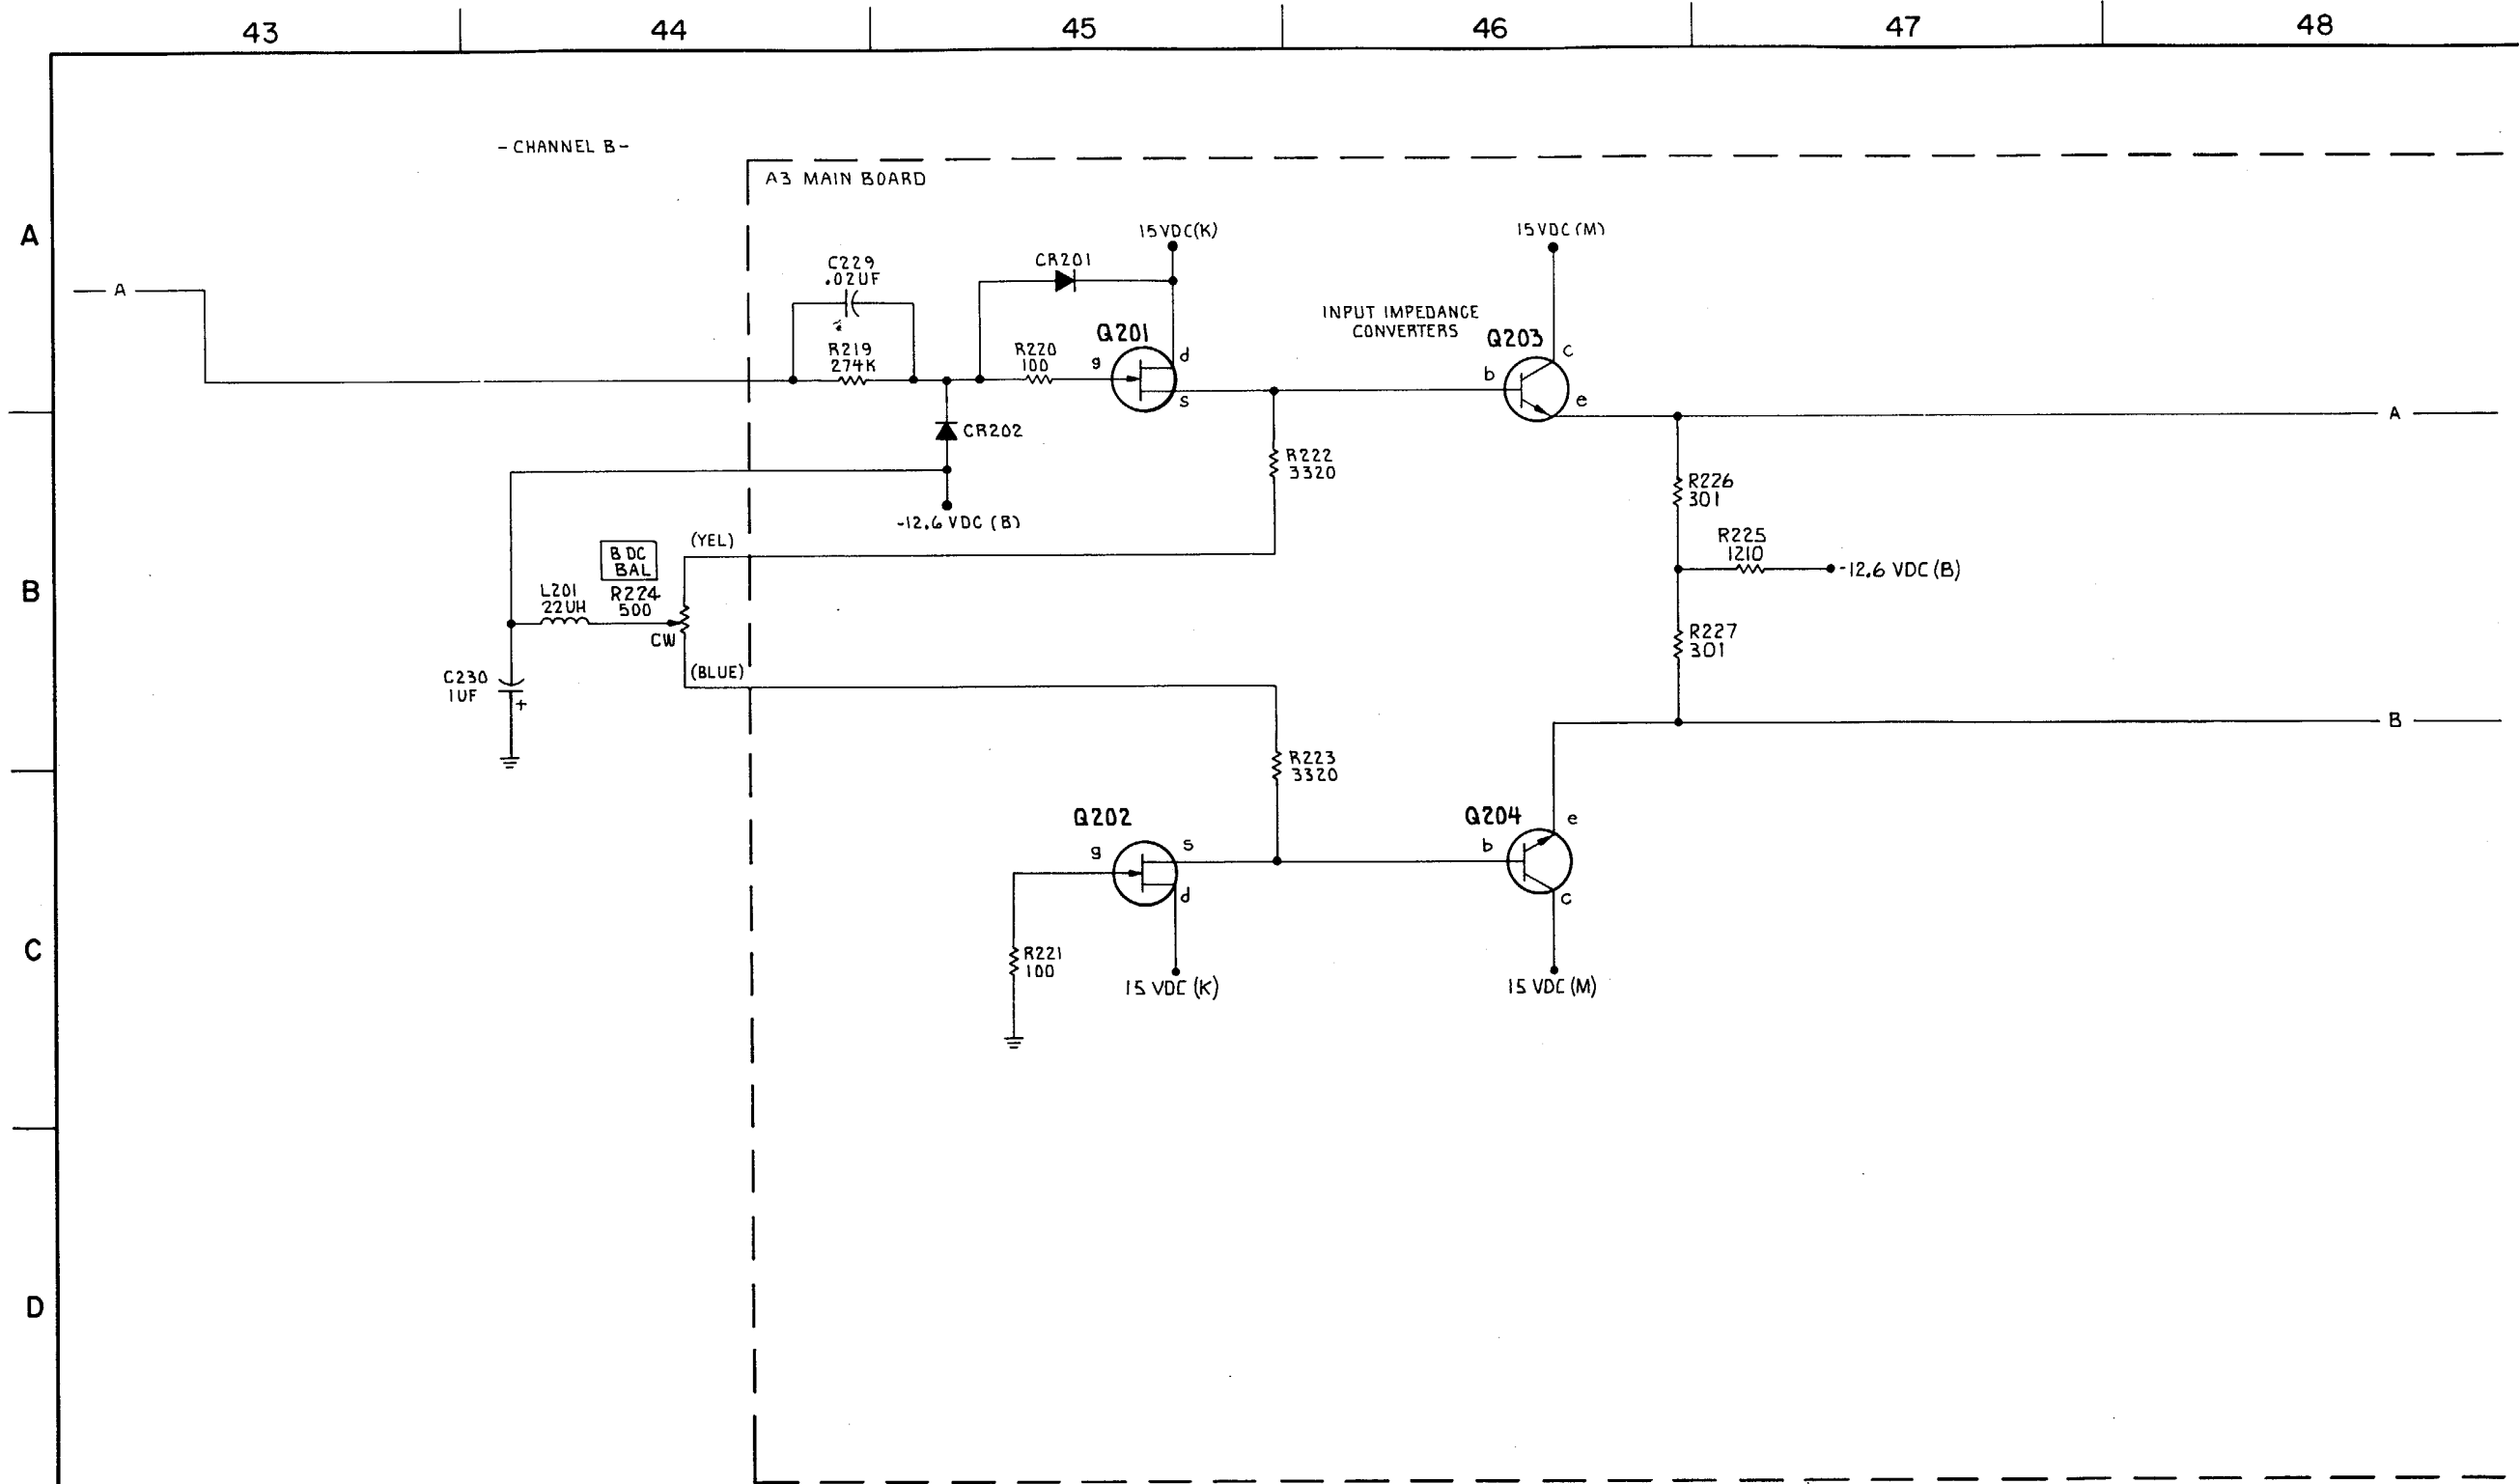 43 44 45 46 47 48
- CHANNEL B -
A3 MAIN BOARD
A
15VDC(K)
15VDC (M)
C229
.02UF
CR201
A
INPUT IMPEDANCE
CONVERTERS
Q201
Q203
R219
274K
R220
100
g
d
s
b
c
e
A
CR202
R222
3320
R226
301
-12.6 VDC (B)
(YEL)
B
B DC
BAL
R225
1210
-12.6 VDC (B)
L201
22UH
R224
500
CW
R227
301
(BLUE)
C230
1UF
+
B
R223
3320
Q202
Q204
g
s
d
b
e
c
C
R221
100
15 VDC (K)
15 VDC (M)
D